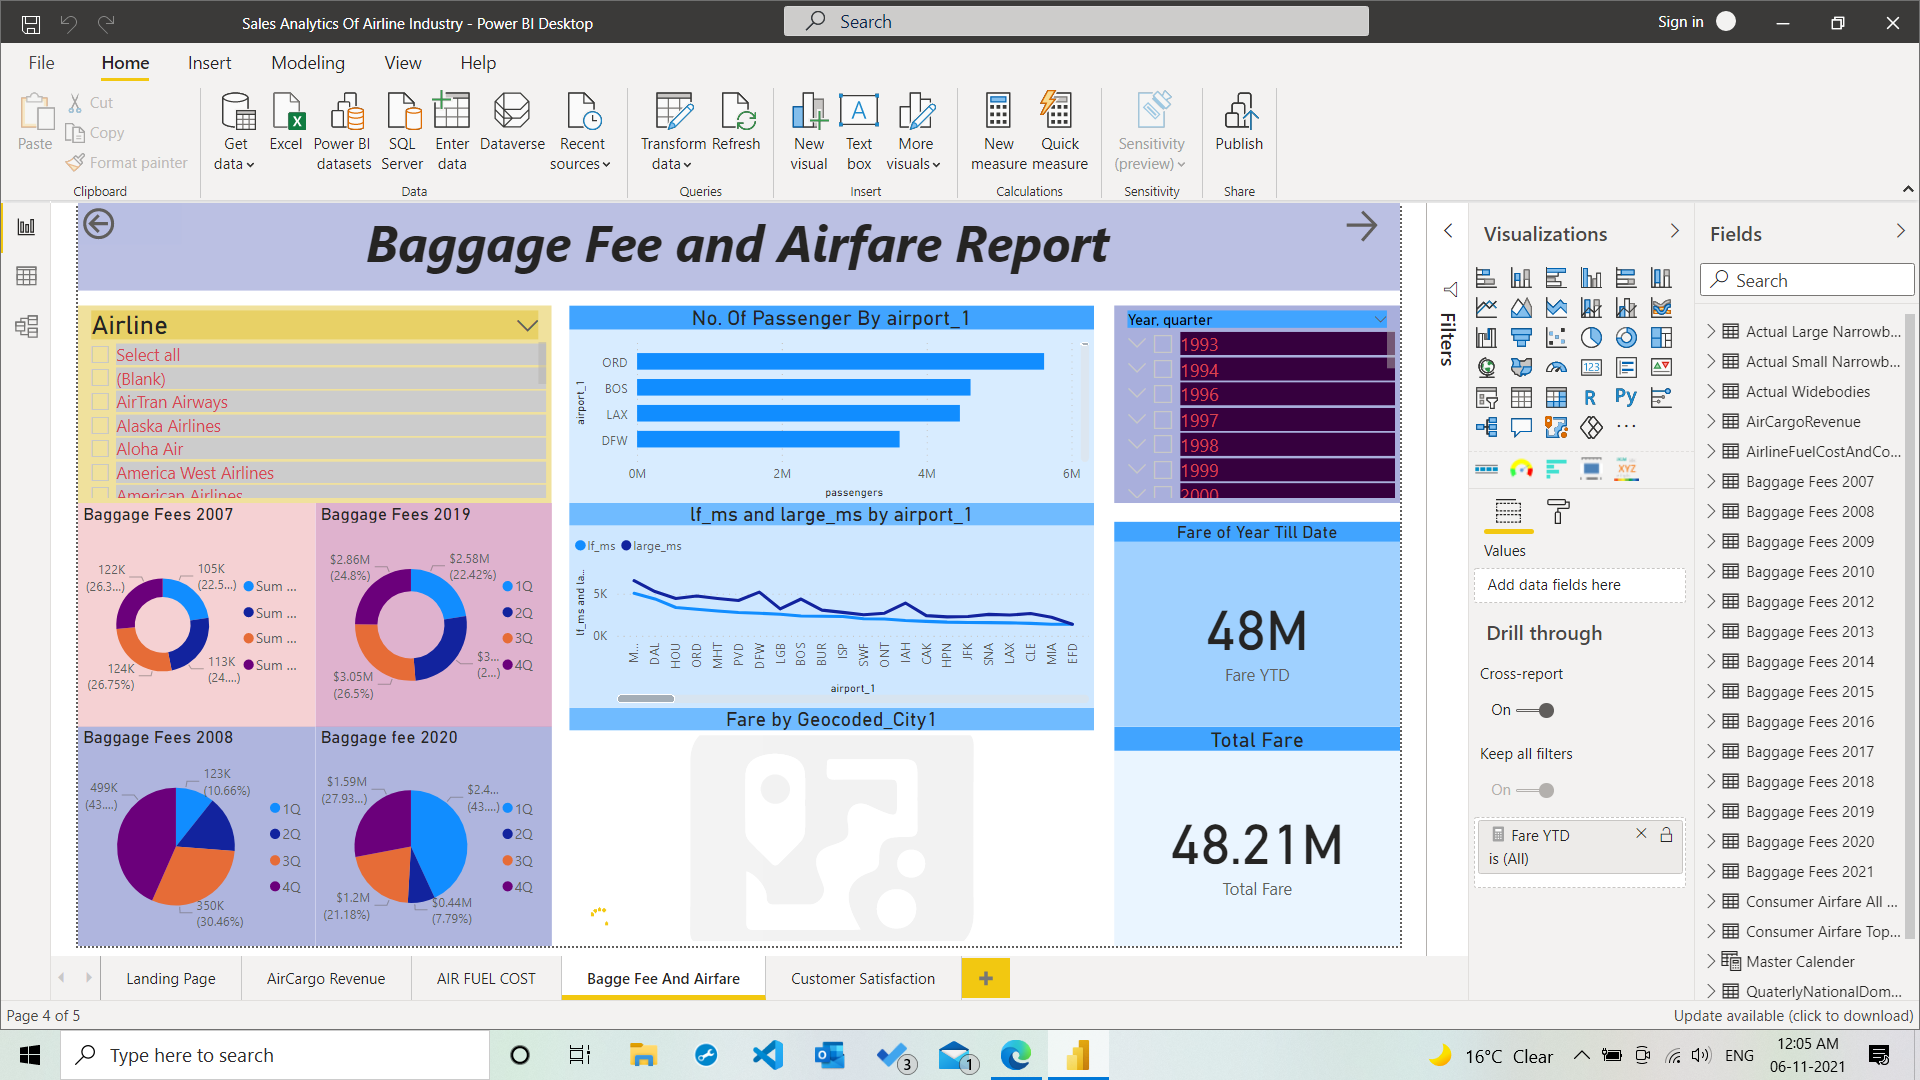 Sales Analytics Of Airline Industry - Power BI Desktop
Search
Sign in
File
Home
Insert
Modeling
View
Help
Paste
Cut
Copy
Format painter
Clipboard
Get data
Excel
Power BI datasets
SQL Server
Enter data
Dataverse
Recent sources
Data
Transform data
Refresh
Queries
New visual
Text box
More visuals
Insert
New measure
Quick measure
Calculations
Sensitivity (preview)
Sensitivity
Publish
Share
Baggage Fee and Airfare Report
Airline
Select all
(Blank)
AirTran Airways
Alaska Airlines
Aloha Air
America West Airlines
American Airlines
No. Of Passenger By airport_1
airport_1
ORD
BOS
LAX
DFW
0M
2M
4M
6M
passengers
Year, quarter
1993
1994
1996
1997
1998
1999
2000
Baggage Fees 2007
122K
(26.3...)
105K
(22.5...)
124K
(26.75%)
113K
(24....)
Sum ...
Sum ...
Sum ...
Sum ...
Baggage Fees 2019
$2.86M
(24.8%)
$2.58M
(22.42%)
$3.05M
(26.5%)
$3...
(2...)
1Q
2Q
3Q
4Q
lf_ms and large_ms by airport_1
lf_ms
large_ms
lf_ms and la...
5K
0K
M...
DAL
HOU
ORD
MHT
PVD
DFW
LGB
BOS
BUR
ISP
SWF
ONT
IAH
CAK
HPN
JFK
SNA
LAX
CLE
MIA
EFD
airport_1
Fare of Year Till Date
48M
Fare YTD
Baggage Fees 2008
499K
(43....)
123K
(10.66%)
350K
(30.46%)
1Q
2Q
3Q
4Q
Baggage fee 2020
$1.59M
(27.93...)
$2.4...
(43....)
$1.2M
(21.18%)
$0.44M
(7.79%)
1Q
2Q
3Q
4Q
Fare by Geocoded_City1
Total Fare
48.21M
Total Fare
Filters
Visualizations
123
R
Py
XYZ
Values
Add data fields here
Drill through
Cross-report
On
Keep all filters
On
Fare YTD
is (All)
Fields
Search
Actual Large Narrowb...
Actual Small Narrowb...
Actual Widebodies
AirCargoRevenue
AirlineFuelCostAndCo...
Baggage Fees 2007
Baggage Fees 2008
Baggage Fees 2009
Baggage Fees 2010
Baggage Fees 2012
Baggage Fees 2013
Baggage Fees 2014
Baggage Fees 2015
Baggage Fees 2016
Baggage Fees 2017
Baggage Fees 2018
Baggage Fees 2019
Baggage Fees 2020
Baggage Fees 2021
Consumer Airfare All ...
Consumer Airfare Top...
Master Calender
QuaterlyNationalDom...
Landing Page
AirCargo Revenue
AIR FUEL COST
Bagge Fee And Airfare
Customer Satisfaction
Page 4 of 5
Update available (click to download)
Type here to search
3
1
16°C Clear
ENG
12:05 AM
06-11-2021